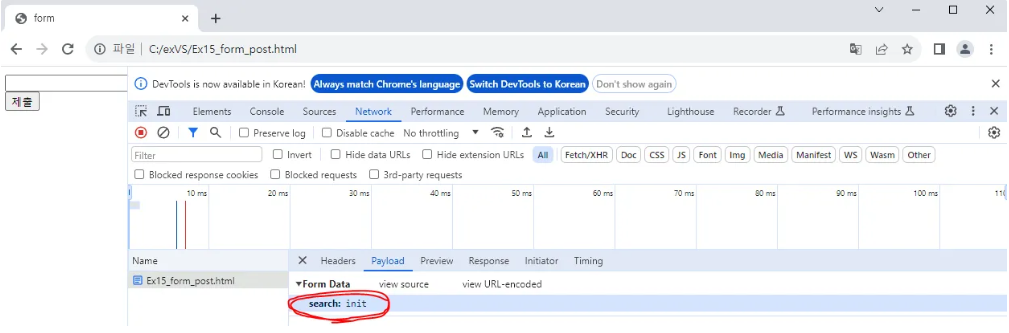 form
파일 | C:/exVS/Ex15_form_post.html
DevTools is now available in Korean! Always match Chrome's language Switch DevTools to Korean Don't show again
제출
Elements Console Sources Network Performance Memory Application Security Lighthouse Recorder Performance insights
Preserve log Disable cache No throttling
Filter Invert Hide data URLs Hide extension URLs All Fetch/XHR Doc CSS JS Font Img Media Manifest WS Wasm Other
Blocked response cookies Blocked requests 3rd-party requests
10 ms 20 ms 30 ms 40 ms 50 ms 60 ms 70 ms 80 ms 90 ms 100 ms
Name Headers Payload Preview Response Initiator Timing
Ex15_form_post.html Form Data view source view URL-encoded
search: init